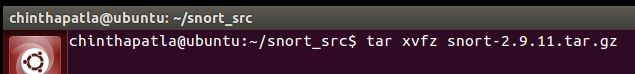 chinthapatla@ubuntu: ~/snort_src
chinthapatla@ubuntu:~/snort_src$ tar xvfz snort-2.9.11.tar.gz